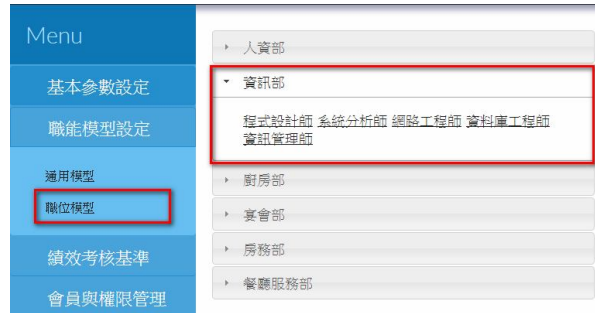 Menu
基本參數設定
職能模型設定
通用模型
職位模型
績效考核基準
會員與權限管理
人資部
資訊部
程式設計師 系統分析師 網路工程師 資料庫工程師
資訊管理師
廚房部
宴會部
房務部
餐廳服務部